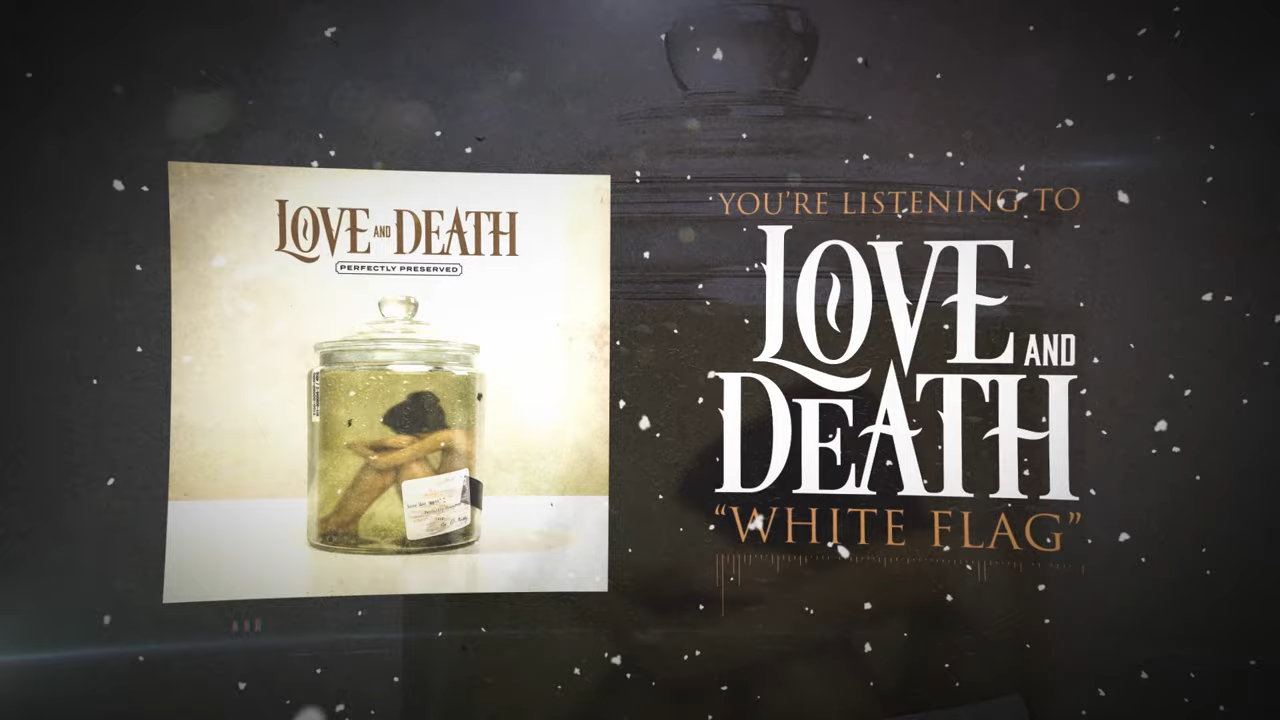 LOVE AND DEATH
PERFECTLY PRESERVED
YOU'RE LISTENING TO
LOVE AND
DEATH
“WHITE FLAG”